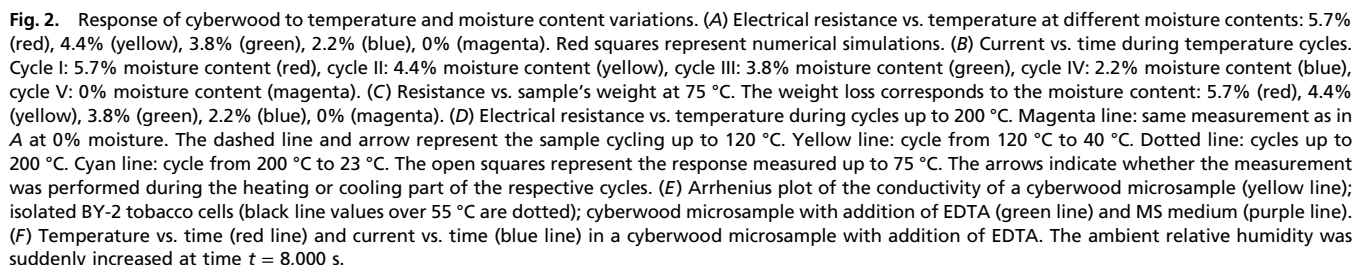 Fig. 2. Response of cyberwood to temperature and moisture content variations. (A) Electrical resistance vs. temperature at different moisture contents: 5.7%
(red), 4.4% (yellow), 3.8% (green), 2.2% (blue), 0% (magenta). Red squares represent numerical simulations. (B) Current vs. time during temperature cycles.
Cycle I: 5.7% moisture content (red), cycle II: 4.4% moisture content (yellow), cycle III: 3.8% moisture content (green), cycle IV: 2.2% moisture content (blue),
cycle V: 0% moisture content (magenta). (C) Resistance vs. sample's weight at 75 °C. The weight loss corresponds to the moisture content: 5.7% (red), 4.4%
(yellow), 3.8% (green), 2.2% (blue), 0% (magenta). (D) Electrical resistance vs. temperature during cycles up to 200 °C. Magenta line: same measurement as in
A at 0% moisture. The dashed line and arrow represent the sample cycling up to 120 °C. Yellow line: cycle from 120 °C to 40 °C. Dotted line: cycles up to
200 °C. Cyan line: cycle from 200 °C to 23 °C. The open squares represent the response measured up to 75 °C. The arrows indicate whether the measurement
was performed during the heating or cooling part of the respective cycles. (E) Arrhenius plot of the conductivity of a cyberwood microsample (yellow line);
isolated BY-2 tobacco cells (black line values over 55 °C are dotted); cyberwood microsample with addition of EDTA (green line) and MS medium (purple line).
(F) Temperature vs. time (red line) and current vs. time (blue line) in a cyberwood microsample with addition of EDTA. The ambient relative humidity was
suddenly increased at time t = 8,000 s.